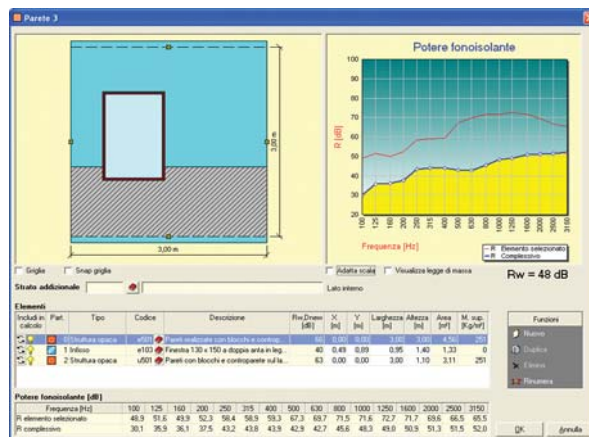 Parete 3
Potere fonoisolante
R [dB]
90
80
70
60
50
40
30
20
100 125 160 200 250 315 400 500 630 800 1000 1250 1600 2000 2500 3150
Frequenza [Hz]
R Elemento selezionato
R Complessivo
3,00 m
3,00 m
Griglia Snap griglia
Adatta scala Visualizza legge di massa
Rw = 48 dB
Strato addizionale
Lato interno
Elementi
Includi in calcolo Part. Tipo Codice Descrizione Rw,Dnew [dB] X [m] Y [m] Larghezza [m] Altezza [m] Area [m²] M. sup. [Kg/m²]
0 Struttura opaca e501 Pareti realizzate con blocchi e controp... 66 0,00 0,00 3,00 3,00 4,56 251
1 Infisso e103 Finestra 130 x 150 a doppia anta in leg... 40 0,49 0,89 0,95 1,40 1,33 0
2 Struttura opaca u501 Pareti con blocchi e controparete sul la... 63 0,00 0,00 3,00 1,10 3,11 251
Funzioni
Nuovo
Duplica
Elimina
Rinumera
Potere fonoisolante [dB]
Frequenza [Hz] 100 125 160 200 250 315 400 500 630 800 1000 1250 1600 2000 2500 3150
R elemento selezionato 48,9 51,6 49,9 52,3 58,4 58,9 59,3 67,3 69,7 71,5 71,6 72,7 71,7 69,6 66,5 65,5
R complessivo 30,1 35,9 36,1 37,5 43,2 43,8 43,9 42,9 42,7 45,6 48,3 49,0 50,9 51,3 51,5 52,0
OK Annulla